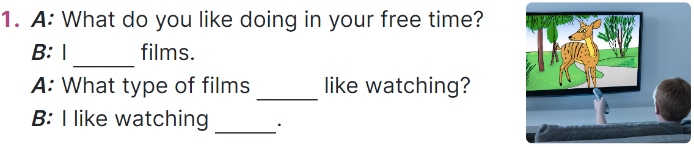 1. A: What do you like doing in your free time?
B: I _____ films.
A: What type of films _____ like watching?
B: I like watching _____.